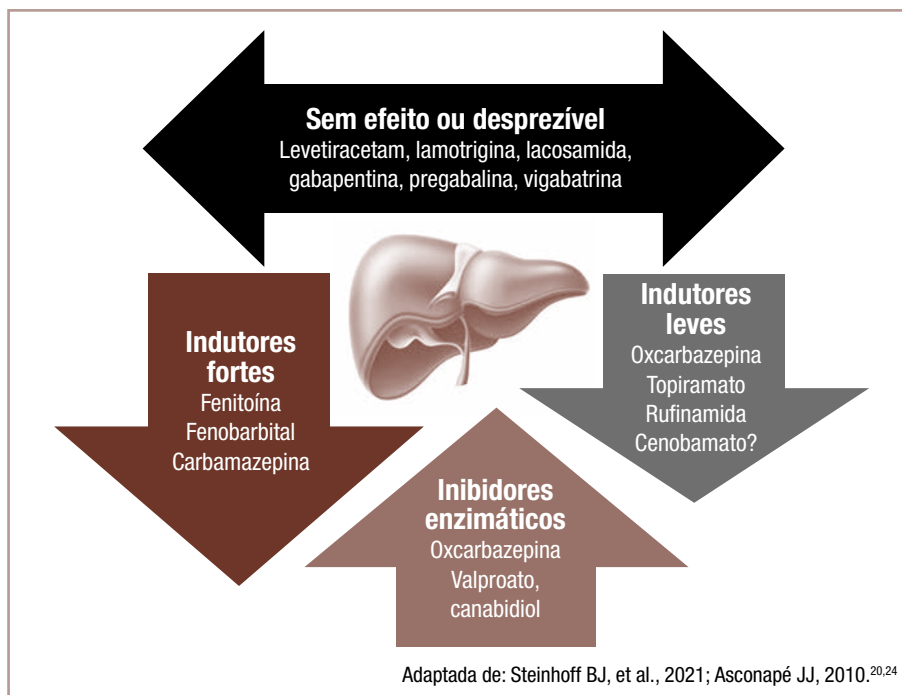 Sem efeito ou desprezível
Levetiracetam, lamotrigina, lacosamida,
gabapentina, pregabalina, vigabatrina
Indutores
fortes
Fenitoína
Fenobarbital
Carbamazepina
Indutores
leves
Oxcarbazepina
Topiramato
Rufinamida
Cenobamato?
Inibidores
enzimáticos
Oxcarbazepina
Valproato,
canabidiol
Adaptada de: Steinhoff BJ, et al., 2021; Asconapé JJ, 2010.20,24